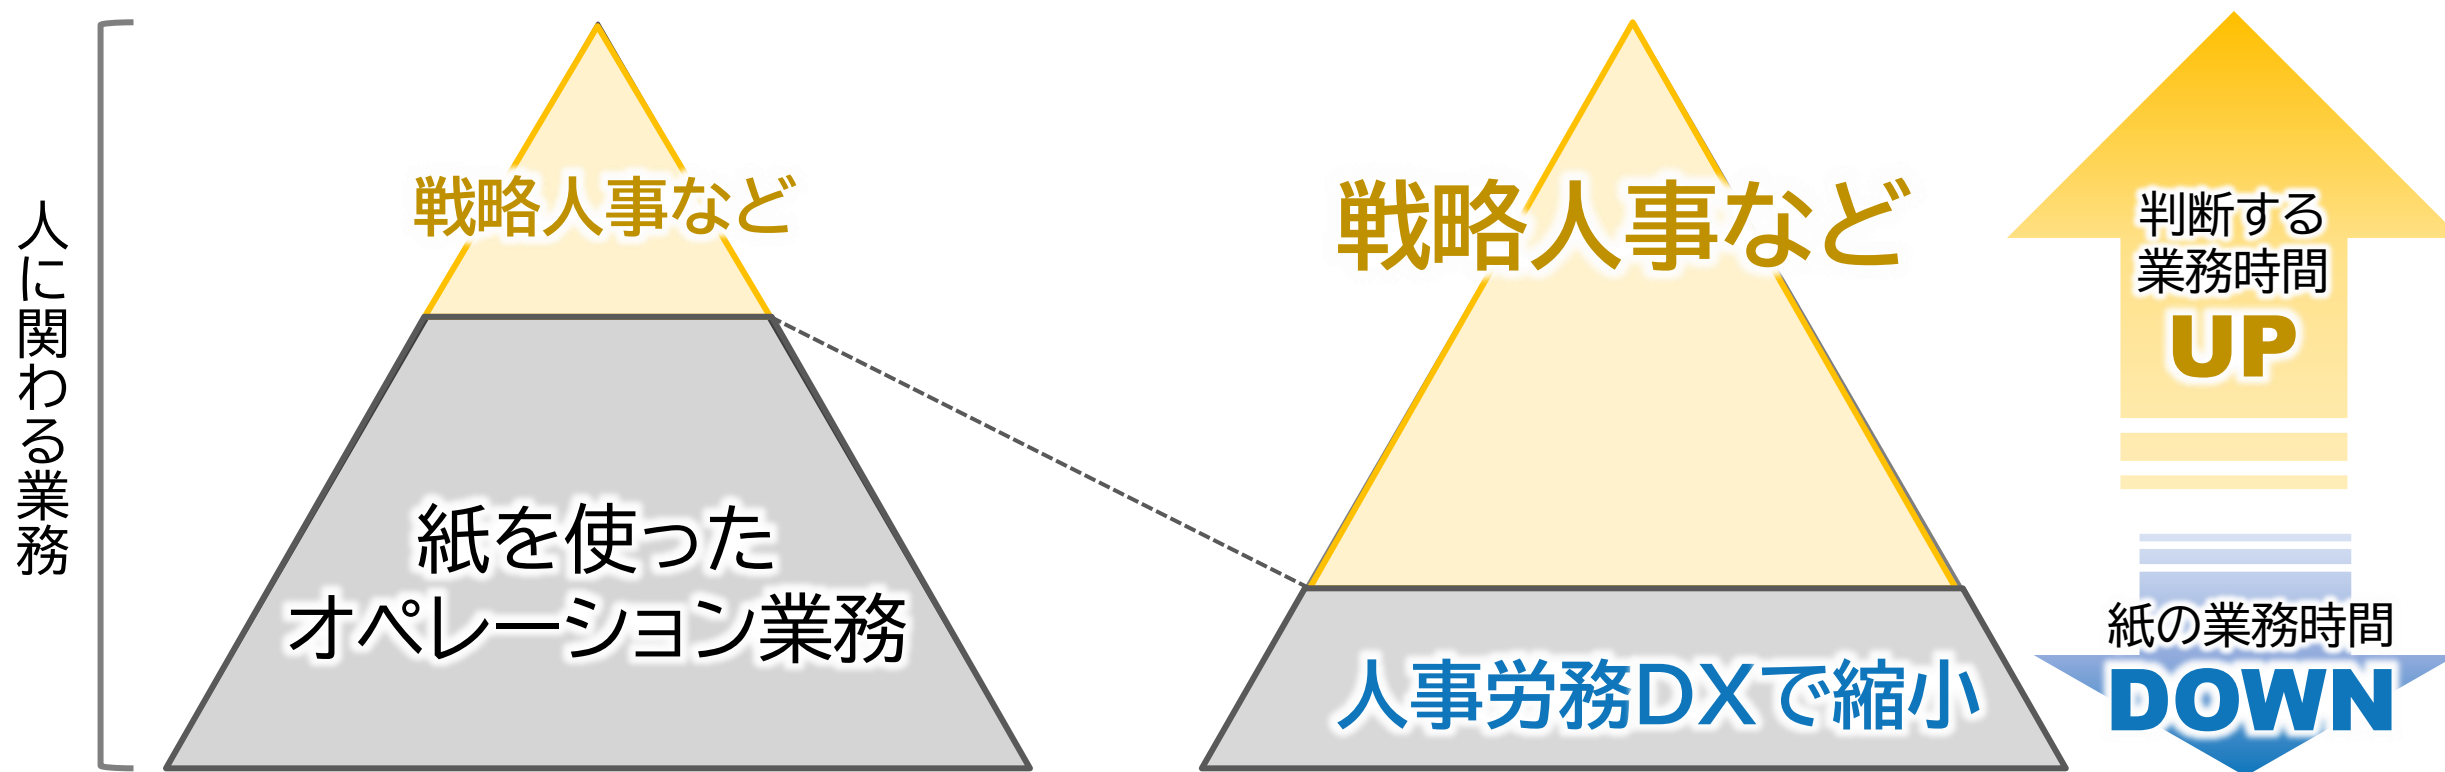 人に関わる業務
戦略人事など
紙を使った
オペレーション業務
戦略人事など
人事労務DXで縮小
判断する
業務時間
UP
紙の業務時間
DOWN